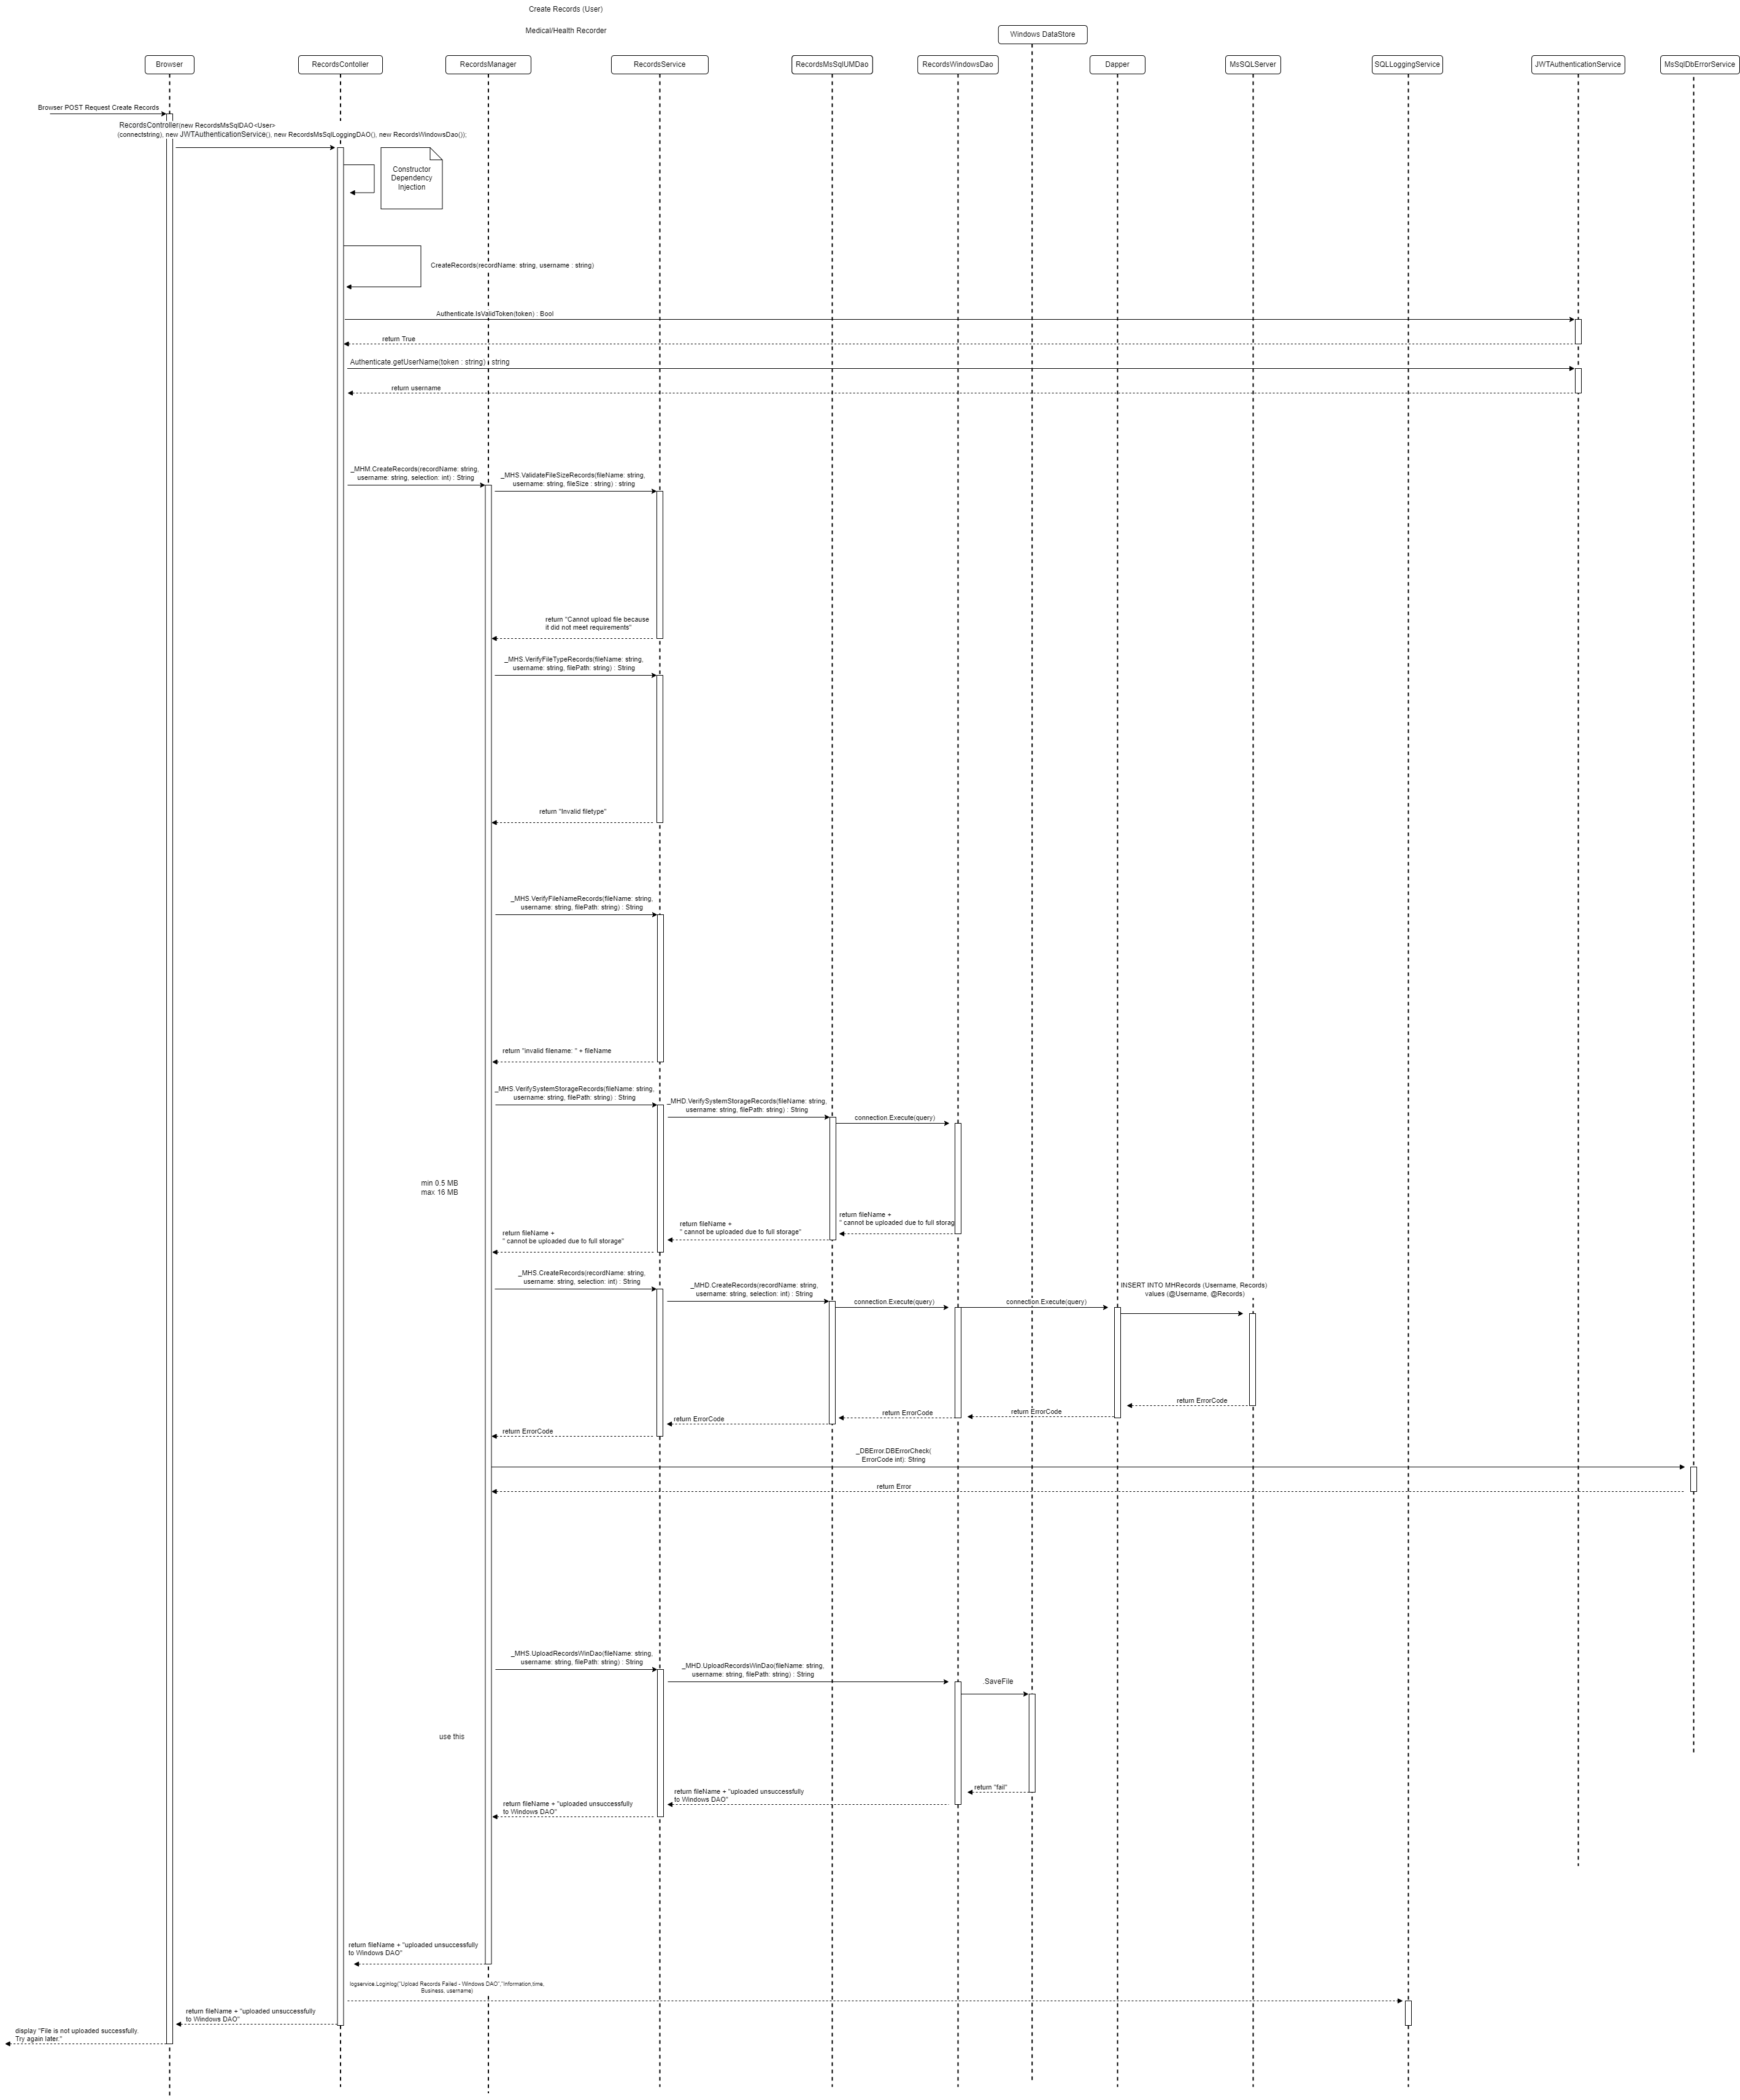 Create Records (User)
Medical/Health Recorder
Windows DataStore
Browser
RecordsContoller
RecordsManager
RecordsService
RecordsMsSqlUMDao
RecordsWindowsDao
Dapper
MsSQLServer
SQLLoggingService
JWTAuthenticationService
MsSqlDbErrorService
Browser POST Request Create Records
RecordsController(new RecordsMsSqlDAO<User>
(connectstring), new JWTAuthenticationService(), new RecordsMsSqlLoggingDAO(), new RecordsWindowsDao());
Constructor
Dependency
Injection
CreateRecords(recordName: string, username : string)
Authenticate.IsValidToken(token) : Bool
return True
Authenticate.getUserName(token : string) : string
return username
_MHM.CreateRecords(recordName: string,
username: string, selection: int) : String
_MHS.ValidateFileSizeRecords(fileName: string,
username: string, fileSize : string) : string
return "Cannot upload file because
it did not meet requirements"
_MHS.VerifyFileTypeRecords(fileName: string,
username: string, filePath: string) : String
return "Invalid filetype"
_MHS.VerifyFileNameRecords(fileName: string,
username: string, filePath: string) : String
return "invalid filename: " + fileName
_MHS.VerifySystemStorageRecords(fileName: string,
username: string, filePath: string) : String
_MHD.VerifySystemStorageRecords(fileName: string,
username: string, filePath: string) : String
connection.Execute(query)
min 0.5 MB
max 16 MB
return fileName +
" cannot be uploaded due to full storag
return fileName +
" cannot be uploaded due to full storage"
return fileName +
" cannot be uploaded due to full storage"
_MHS.CreateRecords(recordName: string,
username: string, selection: int) : String
_MHD.CreateRecords(recordName: string,
username: string, selection: int) : String
connection.Execute(query)
connection.Execute(query)
INSERT INTO MHRecords (Username, Records)
values (@Username, @Records)
return ErrorCode
return ErrorCode
return ErrorCode
return ErrorCode
return ErrorCode
_DBError.DBErrorCheck(
ErrorCode int): String
return Error
_MHS.UploadRecordsWinDao(fileName: string,
username: string, filePath: string) : String
_MHD.UploadRecordsWinDao(fileName: string,
username: string, filePath: string) : String
.SaveFile
use this
return "fail"
return fileName + "uploaded unsuccessfully
to Windows DAO"
return fileName + "uploaded unsuccessfully
to Windows DAO"
return fileName + "uploaded unsuccessfully
to Windows DAO"
logservice.Loginlog("Upload Records Failed - Windows DAO","Information,time,
Business, username)
return fileName + "uploaded unsuccessfully
to Windows DAO"
display "File is not uploaded successfully.
Try again later."